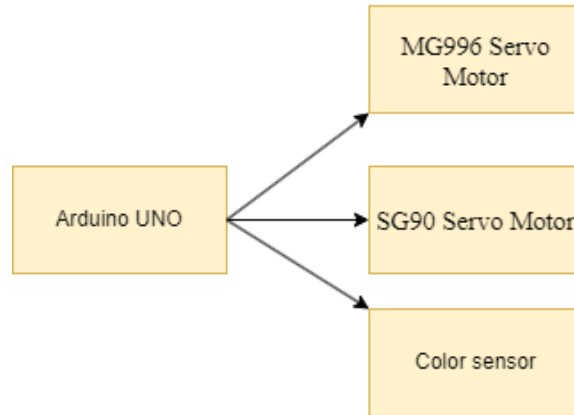 MG996 Servo
Motor
Arduino UNO
SG90 Servo Motor
Color sensor